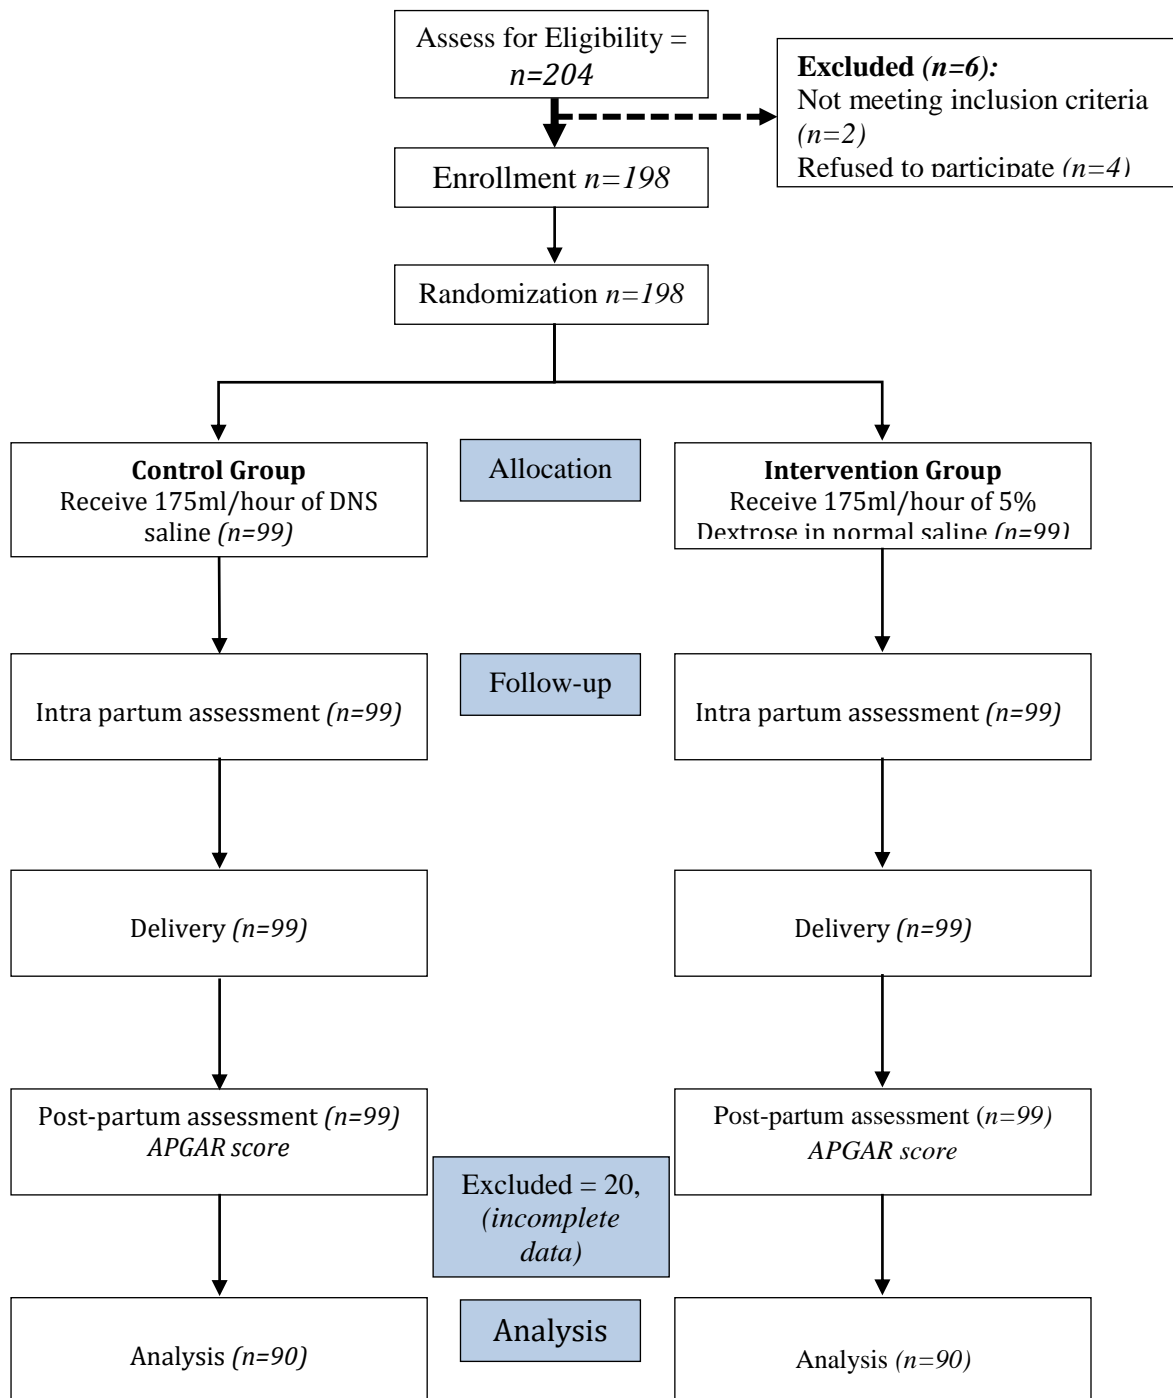 Assess for Eligibility =
n=204
Excluded (n=6):
Not meeting inclusion criteria
(n=2)
Refused to participate (n=4)
Enrollment n=198
Randomization n=198
Control Group
Receive 175ml/hour of DNS
saline (n=99)
Allocation
Intervention Group
Receive 175ml/hour of 5%
Dextrose in normal saline (n=99)
Intra partum assessment (n=99)
Follow-up
Intra partum assessment (n=99)
Delivery (n=99)
Delivery (n=99)
Post-partum assessment (n=99)
APGAR score
Post-partum assessment (n=99)
APGAR score
Excluded = 20,
(incomplete
data)
Analysis (n=90)
Analysis
Analysis (n=90)